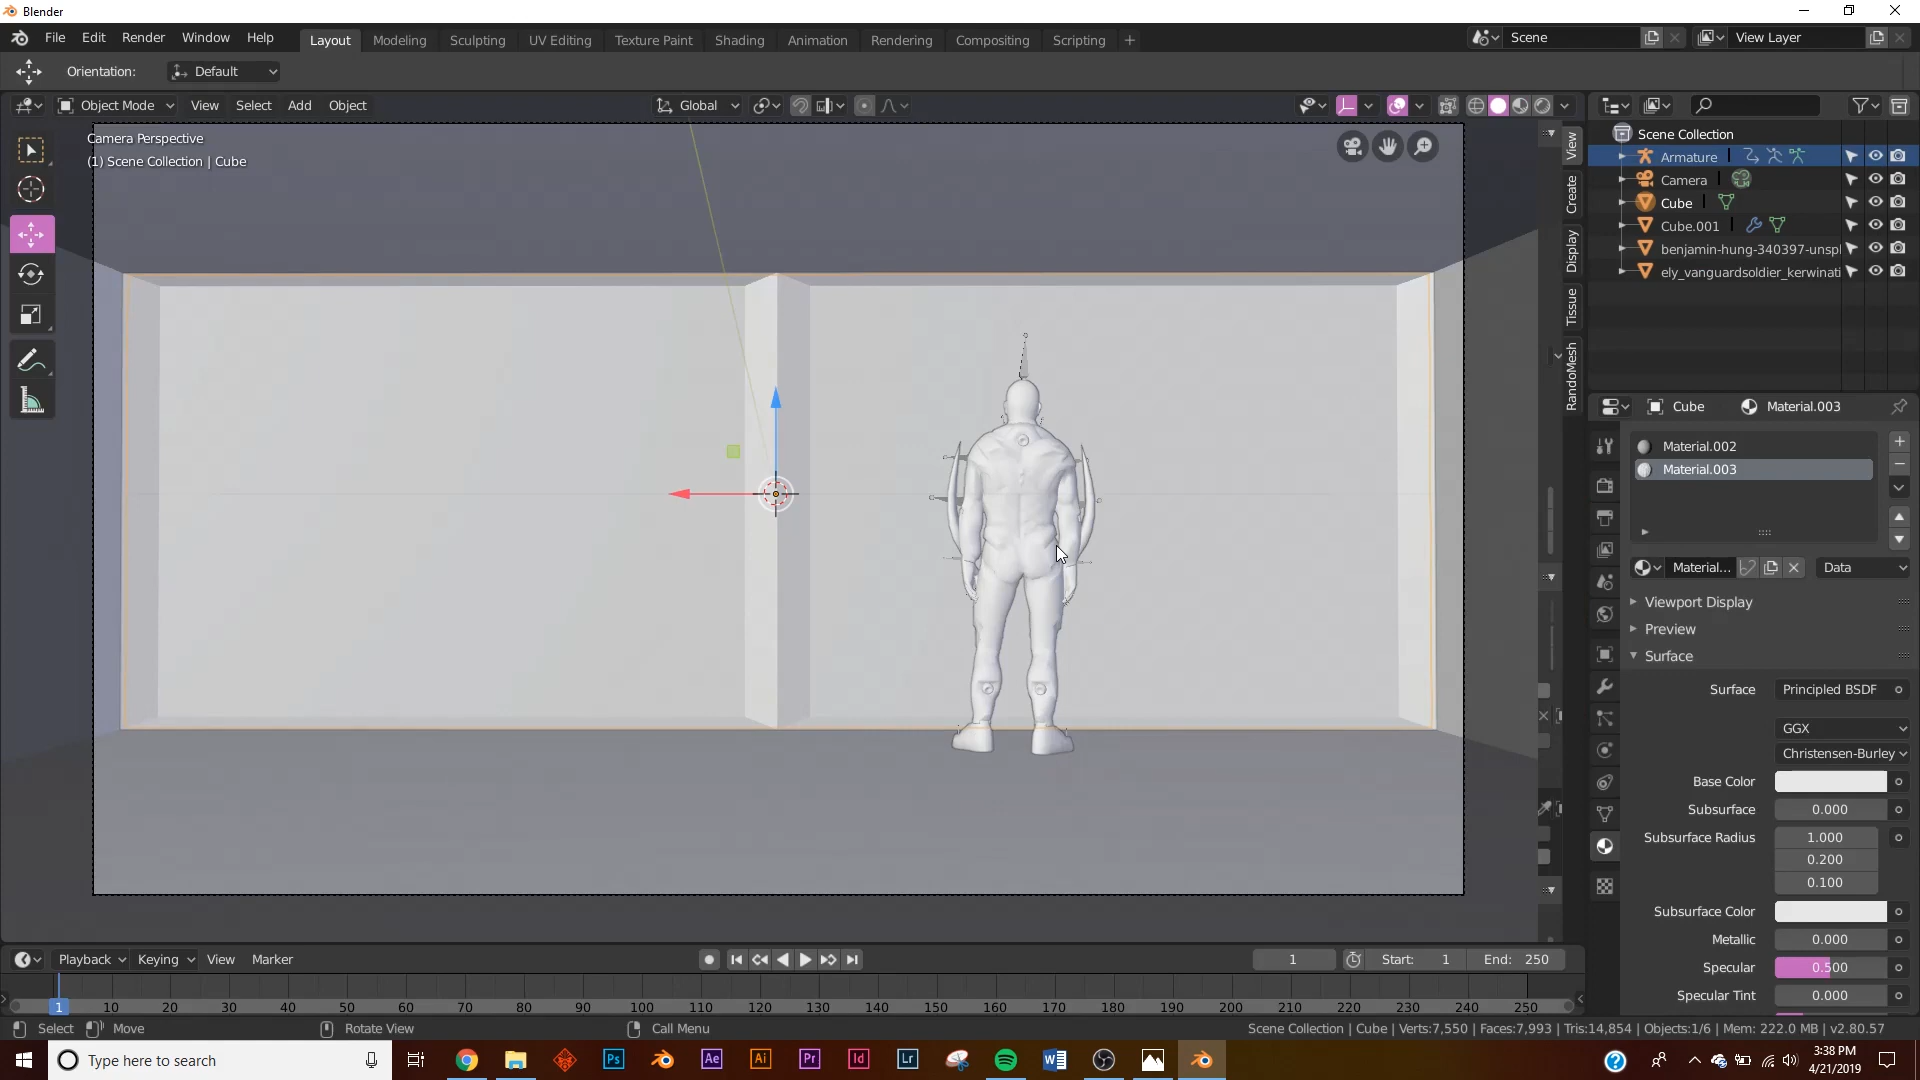 Blender
File Edit Render Window Help Layout Modeling Sculpting UV Editing Texture Paint Shading Animation Rendering Compositing Scripting + Scene View Layer
Orientation: Default
Object Mode View Select Add Object Global
Camera Perspective
(1) Scene Collection | Cube
View
Create
Display
Tissue
RandoMesh
Scene Collection
Armature
Camera
Cube
Cube.001
benjamin-hung-340397-unspl
ely_vanguardsoldier_kerwinati
Cube Material.003
Material.002
Material.003
Material... Data
Viewport Display
Preview
Surface
Surface Principled BSDF
GGX
Christensen-Burley
Base Color
Subsurface 0.000
Subsurface Radius 1.000
0.200
0.100
Subsurface Color
Metallic 0.000
Specular 0.500
Specular Tint 0.000
Playback Keying View Marker 1 Start: 1 End: 250
1 10 20 30 40 50 60 70 80 90 100 110 120 130 140 150 160 170 180 190 200 210 220 230 240 250
Select Move Rotate View Call Menu Scene Collection | Cube | Verts:7,550 | Faces:7,993 | Tris:14,854 | Objects:1/6 | Mem: 222.0 MB | v2.80.57
Type here to search Ps Ae Ai Pr Id Lr 3:38 PM
4/21/2019